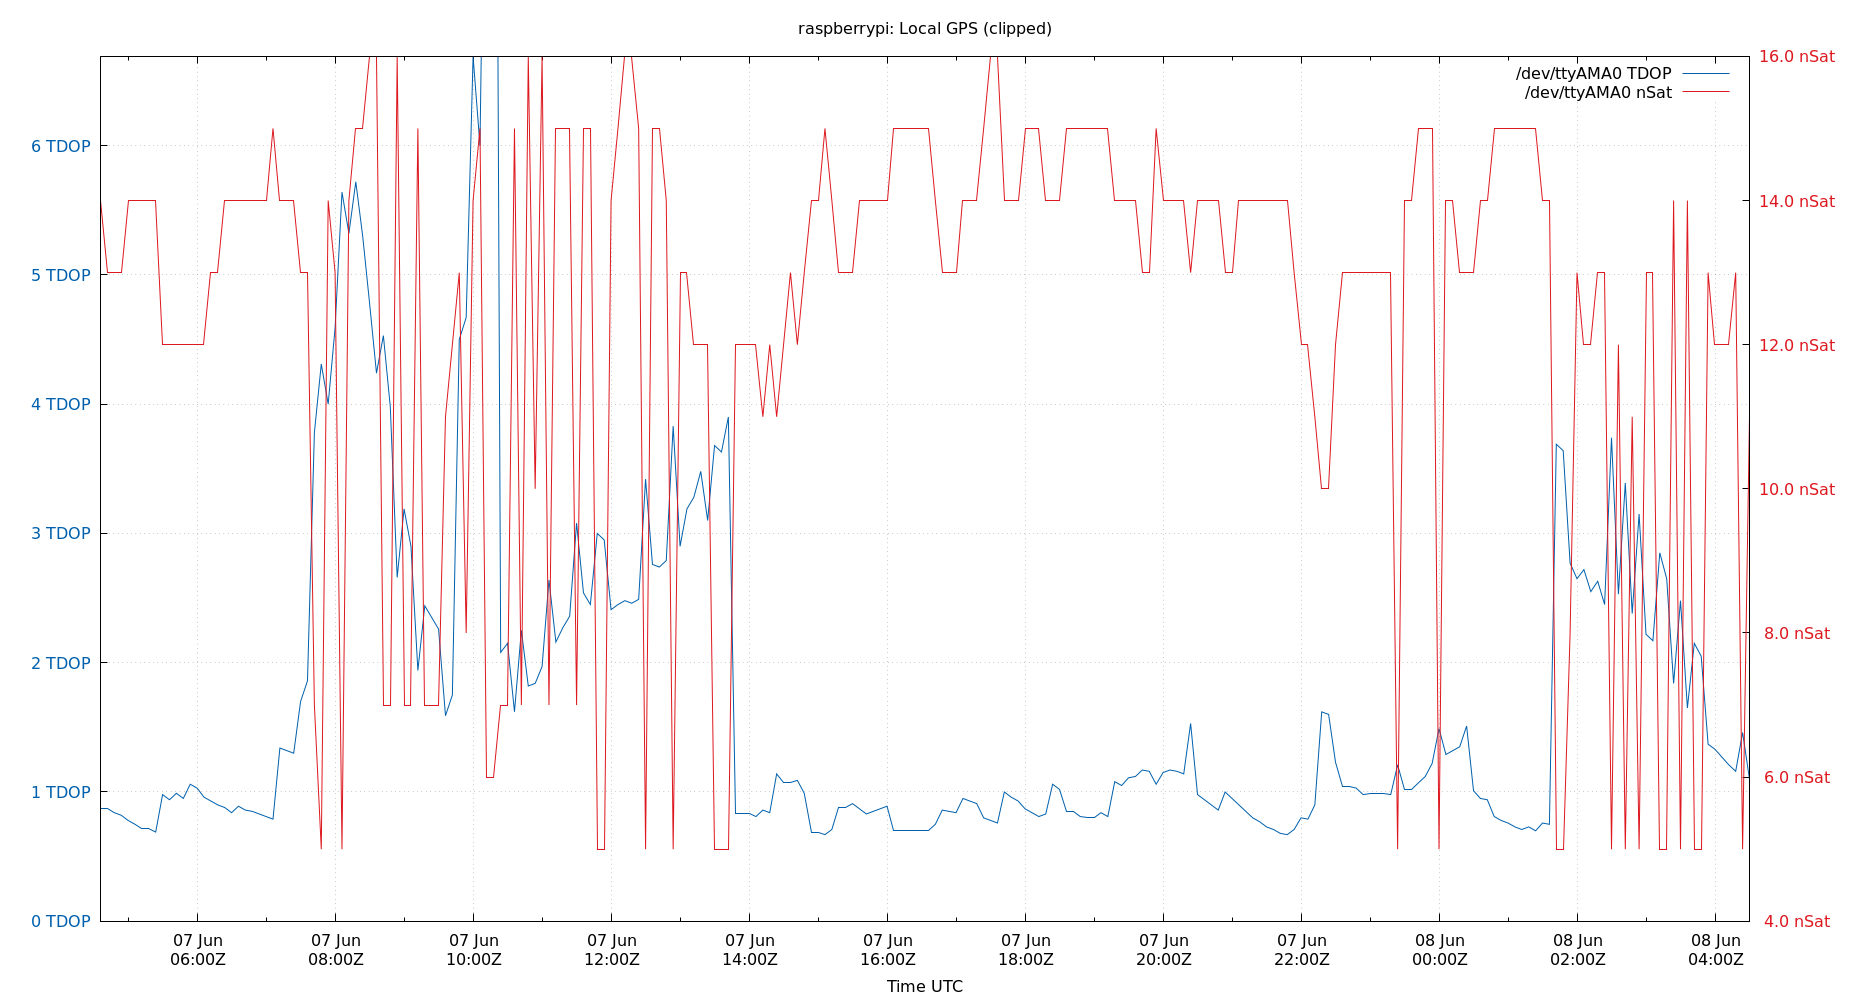 raspberrypi: Local GPS (clipped)
16.0 nSat
/dev/ttyAMA0 TDOP
/dev/ttyAMA0 nSat
6 TDOP
14.0 nSat
5 TDOP
12.0 nSat
4 TDOP
10.0 nSat
3 TDOP
8.0 nSat
2 TDOP
6.0 nSat
1 TDOP
0 TDOP
4.0 nSat
07 Jun 07 Jun 07 Jun 07 Jun 07 Jun 07 Jun 07 Jun 07 Jun 07 Jun 08 Jun 08 Jun 08 Jun
06:00Z 08:00Z 10:00Z 12:00Z 14:00Z 16:00Z 18:00Z 20:00Z 22:00Z 00:00Z 02:00Z 04:00Z
Time UTC